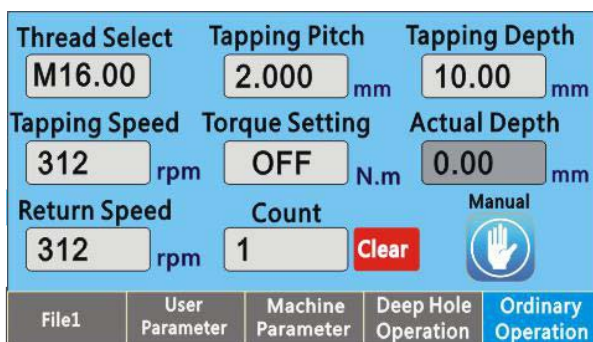 Thread Select Tapping Pitch Tapping Depth
M16.00 2.000 mm 10.00 mm
Tapping Speed Torque Setting Actual Depth
312 rpm OFF N.m 0.00 mm
Return Speed Count Manual
312 rpm 1 Clear
File1 User Parameter Machine Parameter Deep Hole Operation Ordinary Operation